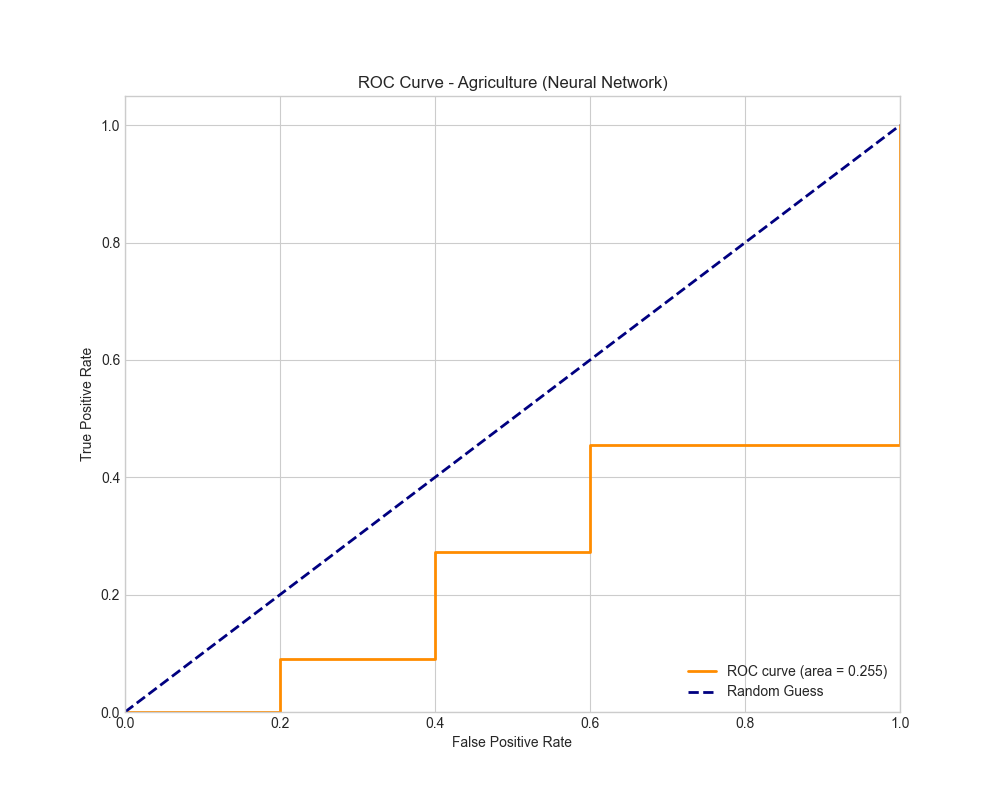 ROC Curve - Agriculture (Neural Network)
1.0
0.8
0.6
0.4
0.2
0.0
True Positive Rate
0.0 0.2 0.4 0.6 0.8 1.0
False Positive Rate
ROC curve (area = 0.255)
Random Guess